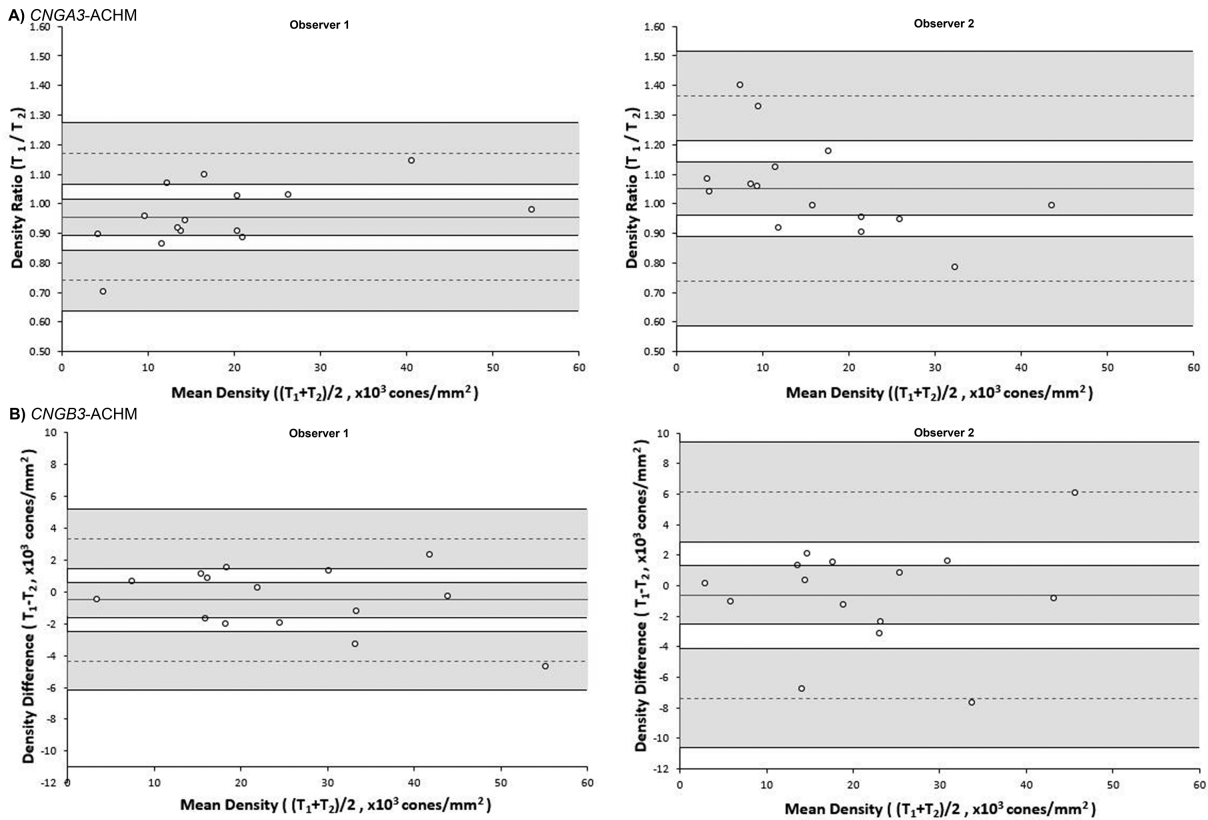 A) CNGA3-ACHM
Observer 1
Observer 2
Density Ratio (T1/T2)
1.60
1.50
1.40
1.30
1.20
1.10
1.00
0.90
0.80
0.70
0.60
0.50
0 10 20 30 40 50 60
Mean Density ((T1+T2)/2 , x10³ cones/mm²)
Density Ratio (T1/T2)
1.60
1.50
1.40
1.30
1.20
1.10
1.00
0.90
0.80
0.70
0.60
0.50
0 10 20 30 40 50 60
Mean Density ((T1+T2)/2 , x10³ cones/mm²)
B) CNGB3-ACHM
Observer 1
Observer 2
Density Difference ( T1-T2, x10³ cones/mm²)
10
8
6
4
2
0
-2
-4
-6
-8
-10
-12
0 10 20 30 40 50 60
Mean Density ( (T1+T2)/2 , x10³ cones/mm²)
Density Difference ( T1-T2, x10³ cones/mm²)
10
8
6
4
2
0
-2
-4
-6
-8
-10
-12
0 10 20 30 40 50 60
Mean Density ( (T1+T2)/2 , x10³ cones/mm²)